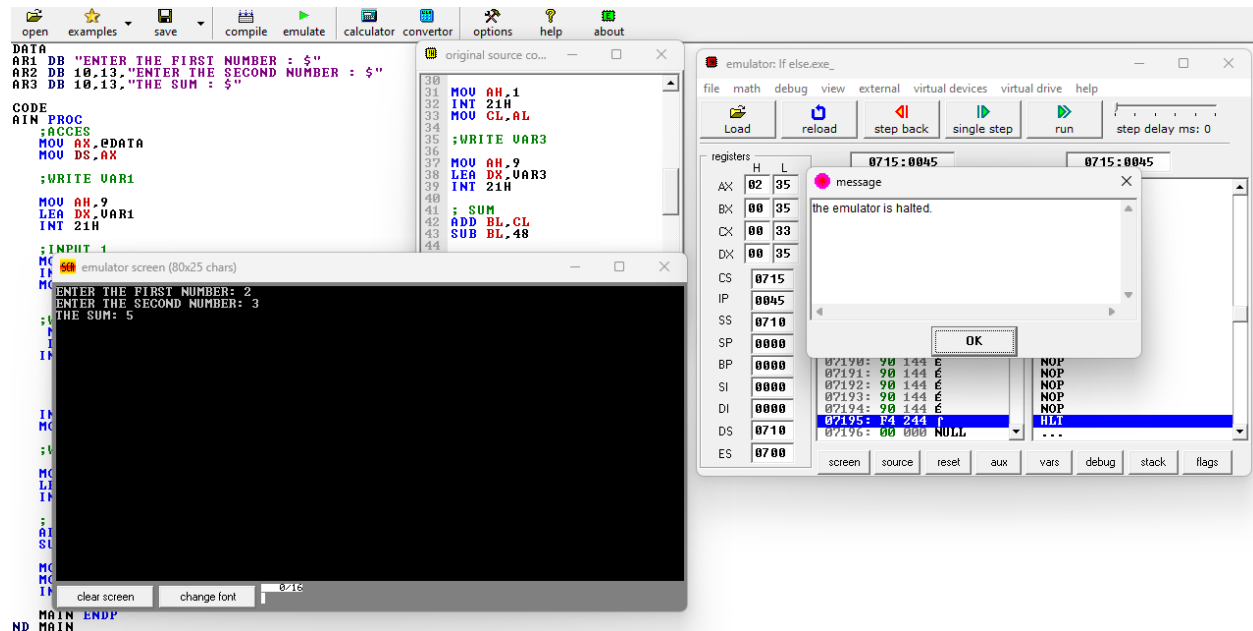 open examples save compile emulate calculator convertor options help about
DATA
AR1 DB "ENTER THE FIRST NUMBER : $"
AR2 DB 10,13,"ENTER THE SECOND NUMBER : $"
AR3 DB 10,13,"THE SUM : $"
CODE
AIN PROC
;ACCES
MOV AX,@DATA
MOV DS,AX
;WRITE VAR1
MOV AH,9
LEA DX,VAR1
INT 21H
;INPUT 1
MAIN ENDP
ND MAIN
original source co...
30
31 MOV AH,1
32 INT 21H
33 MOV CL,AL
34
35 ;WRITE VAR3
36
37 MOV AH,9
38 LEA DX,VAR3
39 INT 21H
40
41 ; SUM
42 ADD BL,CL
43 SUB BL,48
44
emulator screen (80x25 chars)
ENTER THE FIRST NUMBER: 2
ENTER THE SECOND NUMBER: 3
THE SUM: 5
clear screen change font 0/16
emulator: If else.exe_
file math debug view external virtual devices virtual drive help
Load reload step back single step run step delay ms: 0
registers
H L
0715:0045 0715:0045
AX 02 35
BX 00 35
CX 00 33
DX 00 35
CS 0715
IP 0045
SS 0710
SP 0000
BP 0000
SI 0000
DI 0000
DS 0710
ES 0700
message
the emulator is halted.
OK
07190: 90 144 É NOP
07191: 90 144 É NOP
07192: 90 144 É NOP
07193: 90 144 É NOP
07194: 90 144 É NOP
07195: F4 244 ⌠ HLT
07196: 00 000 NULL ...
screen source reset aux vars debug stack flags